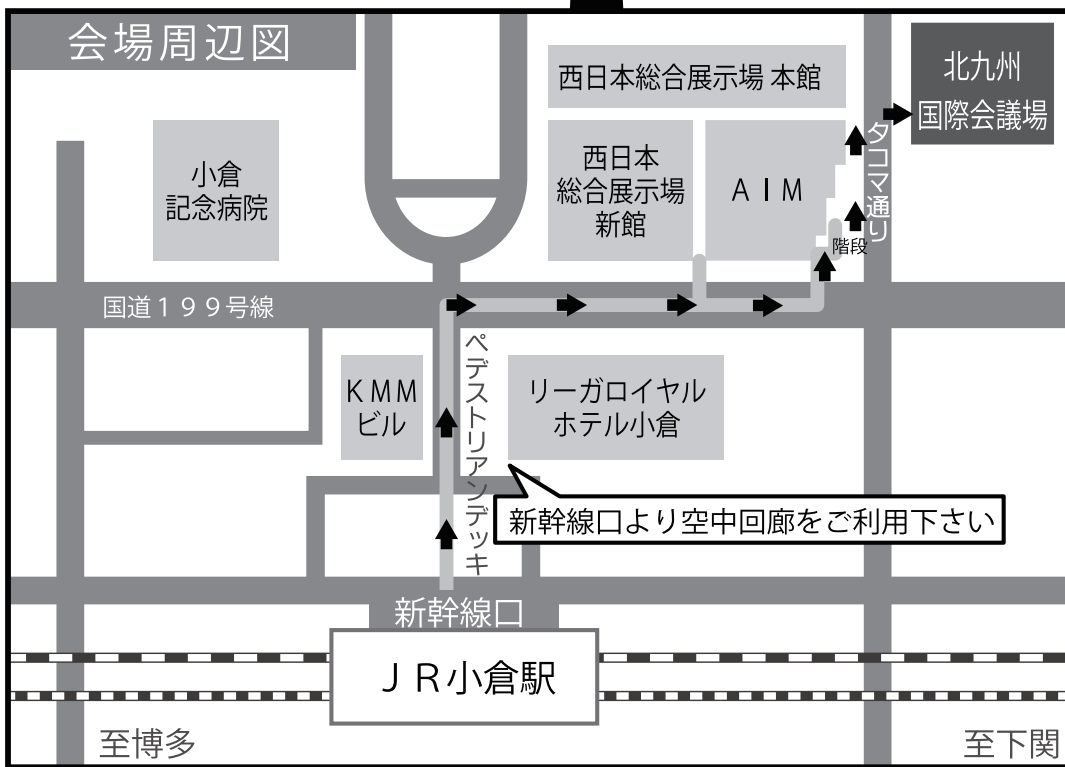 会場周辺図
西日本総合展示場 本館
北九州
国際会議場
小倉
記念病院
西日本
総合展示場
新館
ＡＩＭ
タコマ通り
階段
国道１９９号線
ペデストリアンデッキ
ＫＭＭ
ビル
リーガロイヤル
ホテル小倉
新幹線口より空中回廊をご利用下さい
新幹線口
ＪＲ小倉駅
至博多
至下関